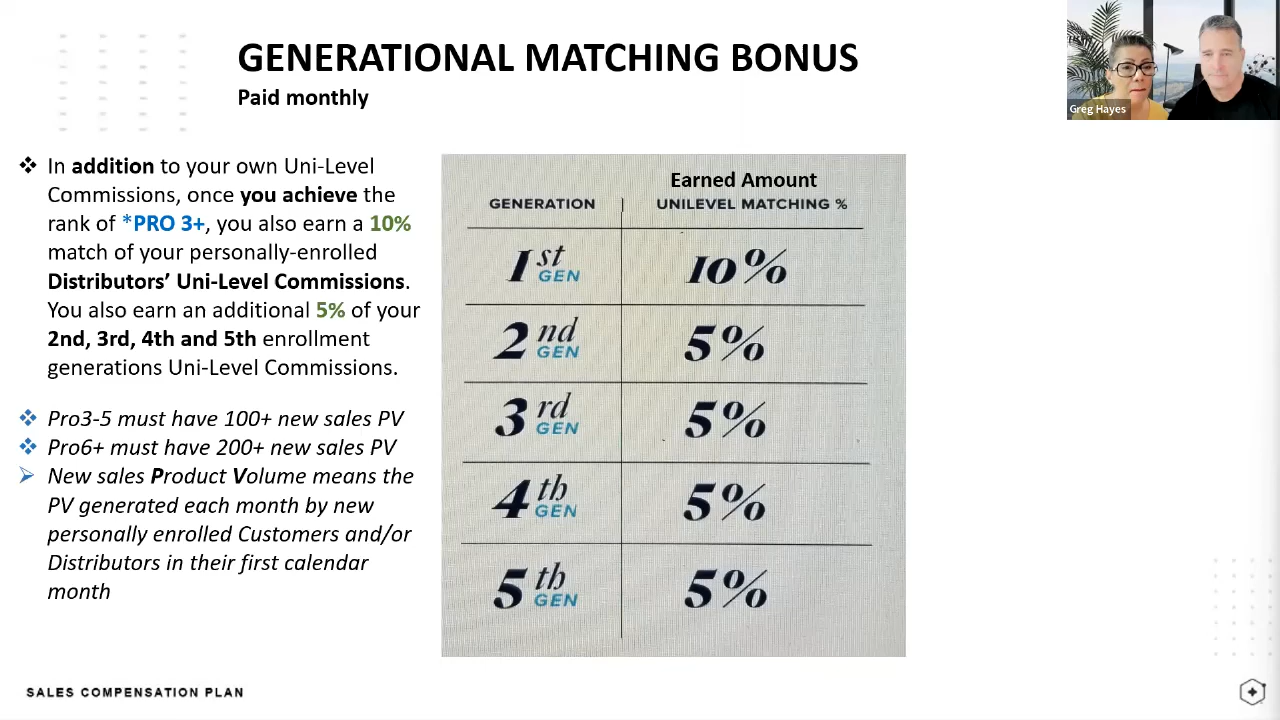 GENERATIONAL MATCHING BONUS
Paid monthly
Greg Hayes
In addition to your own Uni-Level
Commissions, once you achieve the
rank of *PRO 3+, you also earn a 10%
match of your personally-enrolled
Distributors’ Uni-Level Commissions.
You also earn an additional 5% of your
2nd, 3rd, 4th and 5th enrollment
generations Uni-Level Commissions.
Pro3-5 must have 100+ new sales PV
Pro6+ must have 200+ new sales PV
New sales Product Volume means the
PV generated each month by new
personally enrolled Customers and/or
Distributors in their first calendar
month
Earned Amount
GENERATION UNILEVEL MATCHING %
1st GEN 10%
2nd GEN 5%
3rd GEN 5%
4th GEN 5%
5th GEN 5%
SALES COMPENSATION PLAN